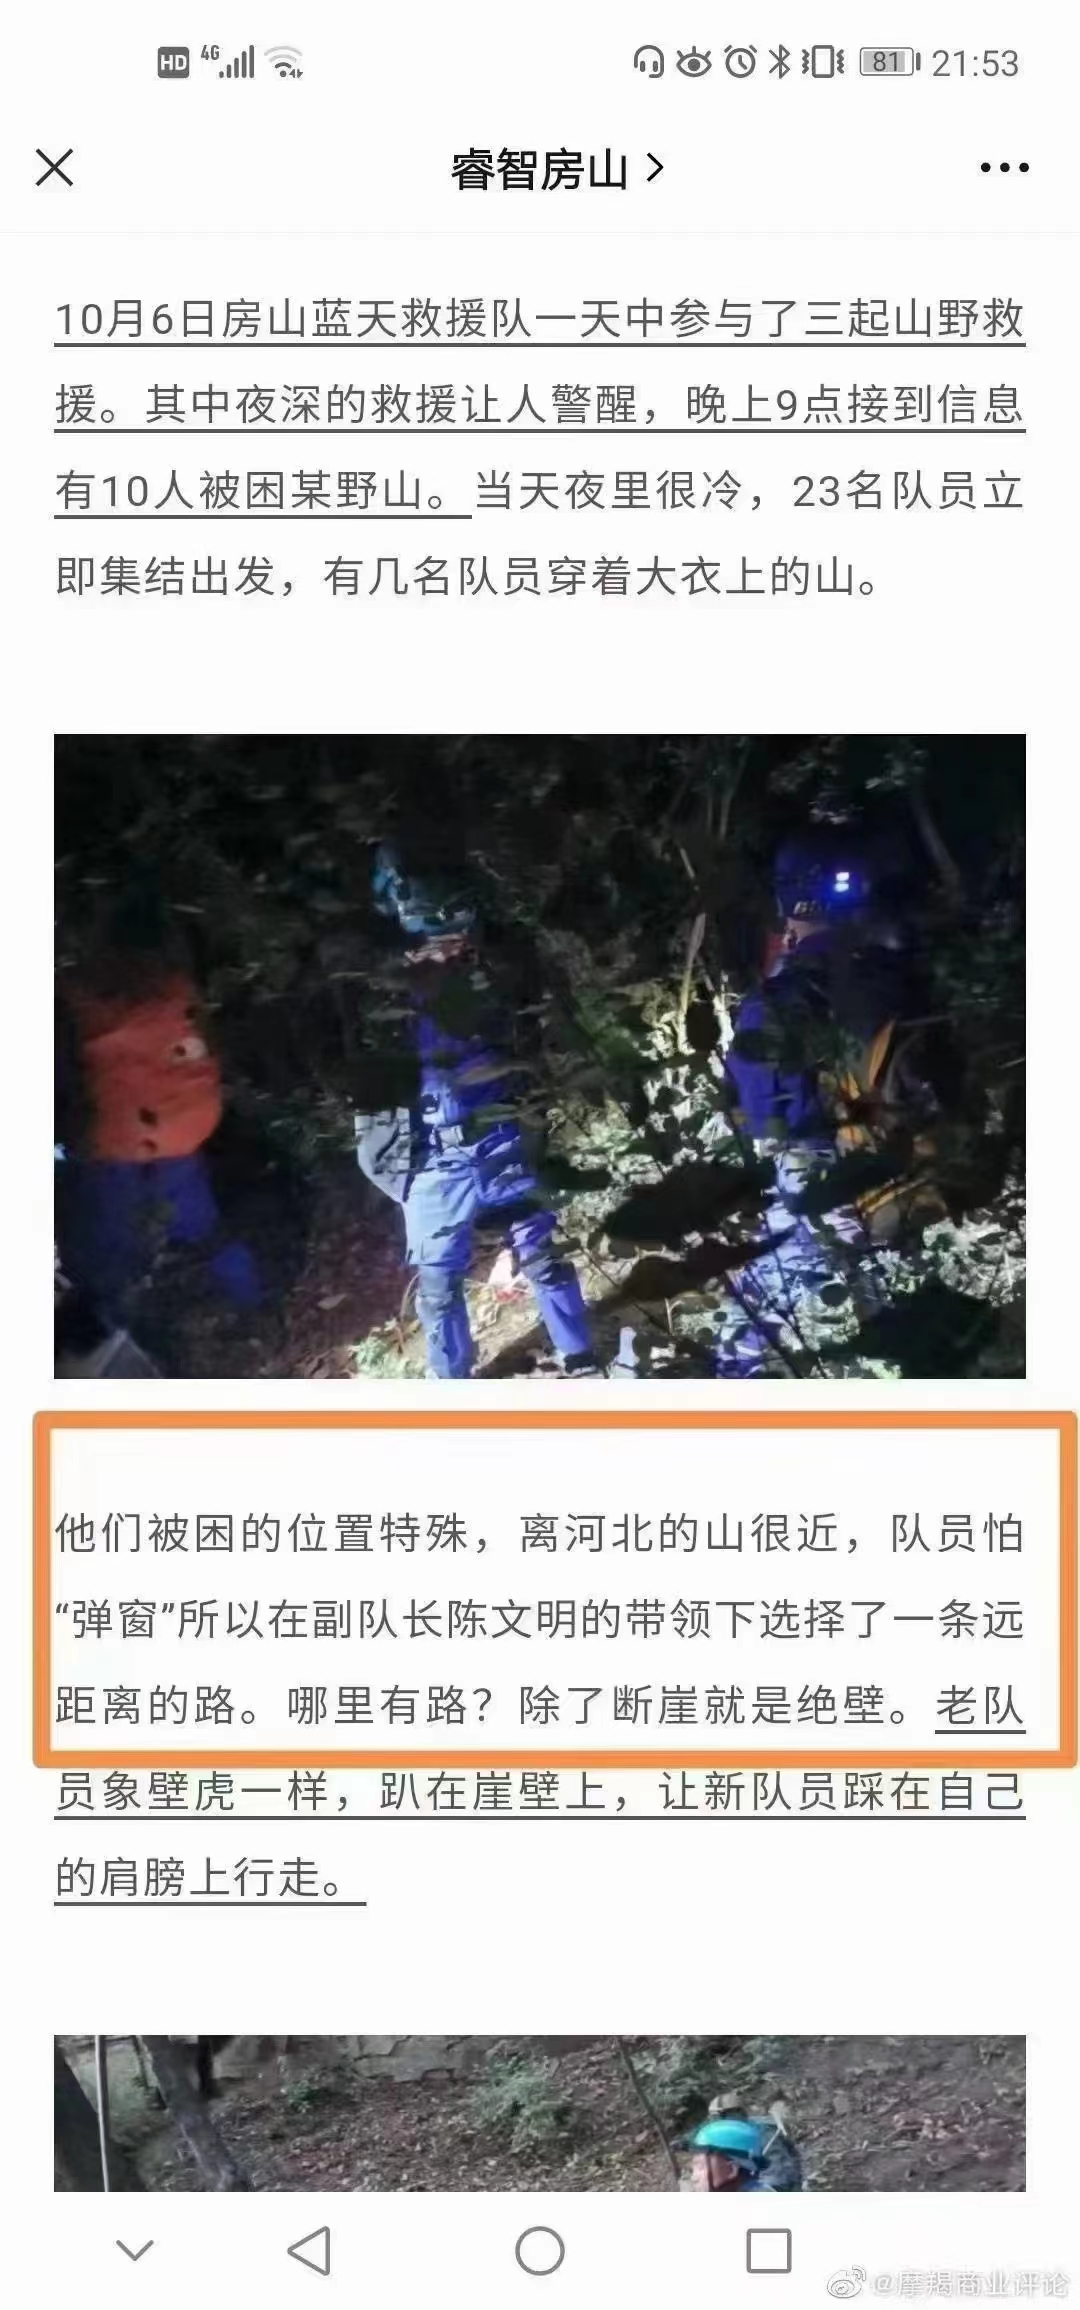 HD 4G 81 21:53
睿智房山
10月6日房山蓝天救援队一天中参与了三起山野救
援。其中夜深的救援让人警醒，晚上9点接到信息
有10人被困某野山。当天夜里很冷，23名队员立
即集结出发，有几名队员穿着大衣上的山。
他们被困的位置特殊，离河北的山很近，队员怕
“弹窗”所以在副队长陈文明的带领下选择了一条远
距离的路。哪里有路？除了断崖就是绝壁。老队
员象壁虎一样，趴在崖壁上，让新队员踩在自己
的肩膀上行走。
@摩羯商业评论